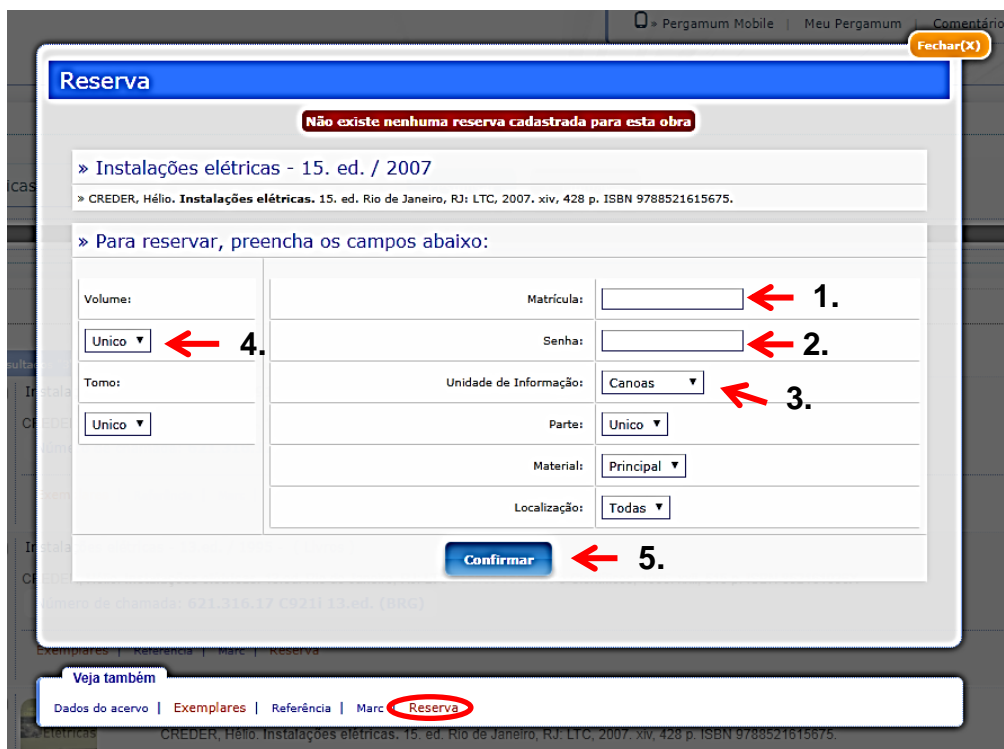 » Pergamum Mobile | Meu Pergamum | Comentário
Fechar(X)
Reserva
Não existe nenhuma reserva cadastrada para esta obra
» Instalações elétricas - 15. ed. / 2007
» CREDER, Hélio. Instalações elétricas. 15. ed. Rio de Janeiro, RJ: LTC, 2007. xiv, 428 p. ISBN 9788521615675.
» Para reservar, preencha os campos abaixo:
Volume:
Unico
4.
Tomo:
Unico
Matrícula:
1.
Senha:
2.
Unidade de Informação:
Canoas
3.
Parte:
Unico
Material:
Principal
Localização:
Todas
Confirmar
5.
Número de chamada: 621.316.17 C921i 13.ed. (BRG)
Exemplares | Referência | Marc | Reserva
Veja também
Dados do acervo | Exemplares | Referência | Marc | Reserva
Elétricas
CREDER, Hélio. Instalações elétricas. 15. ed. Rio de Janeiro, RJ: LTC, 2007. xiv, 428 p. ISBN 9788521615675.